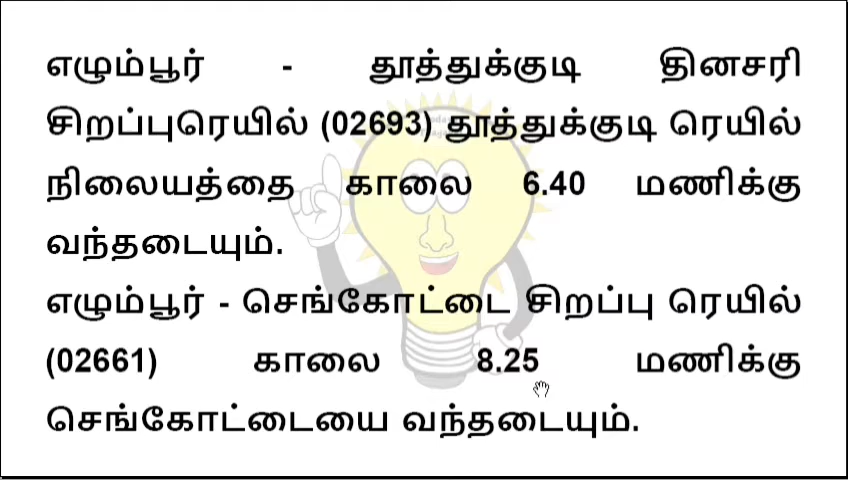 எழும்பூர் - தூத்துக்குடி தினசரி
சிறப்புரெயில் (02693) தூத்துக்குடி ரெயில்
நிலையத்தை காலை 6.40 மணிக்கு
வந்தடையும்.
எழும்பூர் - செங்கோட்டை சிறப்பு ரெயில்
(02661) காலை 8.25 மணிக்கு
செங்கோட்டையை வந்தடையும்.